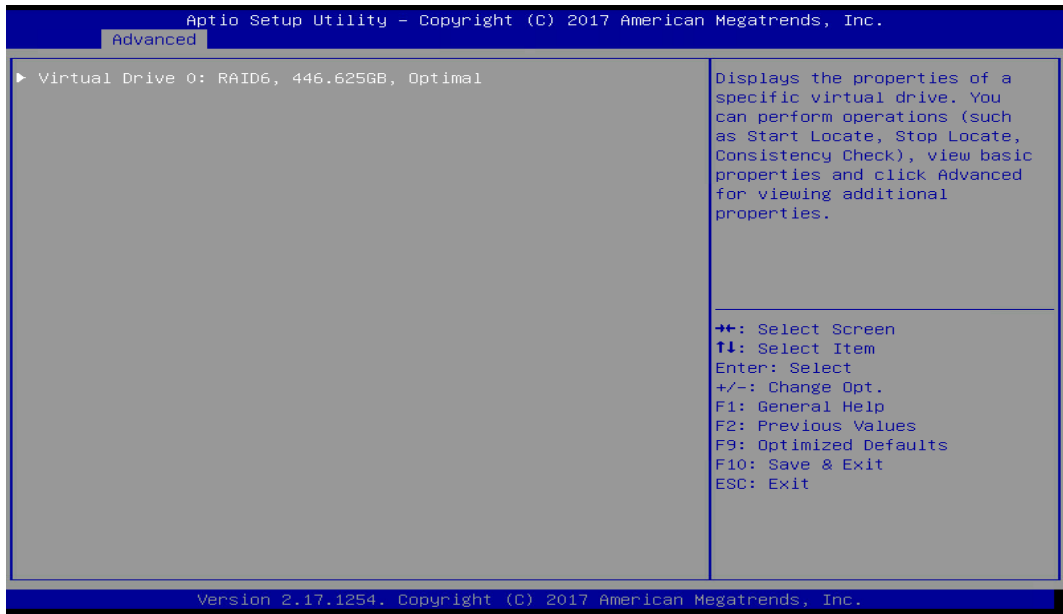 Aptio Setup Utility – Copyright (C) 2017 American Megatrends, Inc.
Advanced
▶ Virtual Drive 0: RAID6, 446.625GB, Optimal
Displays the properties of a
specific virtual drive. You
can perform operations (such
as Start Locate, Stop Locate,
Consistency Check), view basic
properties and click Advanced
for viewing additional
properties.
→←: Select Screen
↑↓: Select Item
Enter: Select
+/-: Change Opt.
F1: General Help
F2: Previous Values
F9: Optimized Defaults
F10: Save & Exit
ESC: Exit
Version 2.17.1254. Copyright (C) 2017 American Megatrends, Inc.